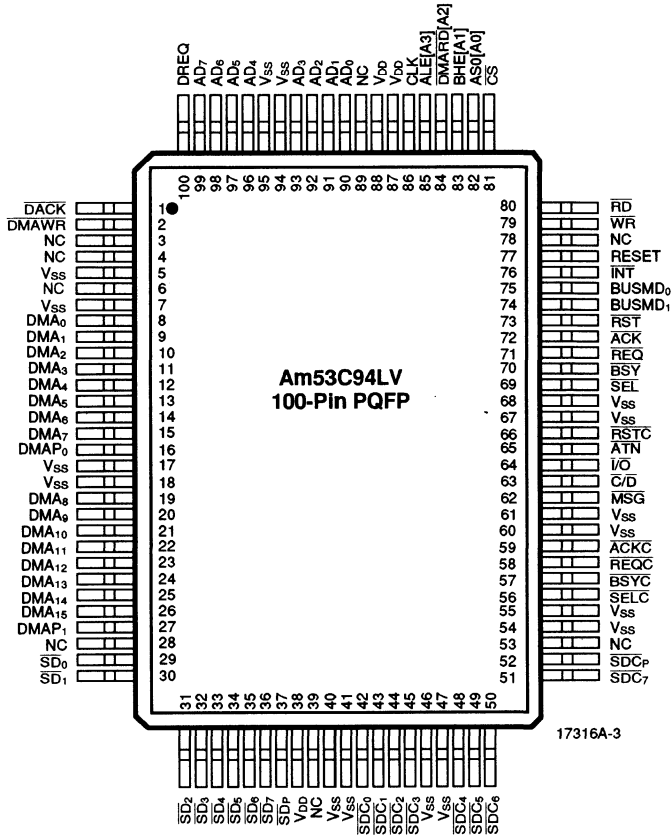 DREQ
AD7
AD6
AD5
AD4
VSS
VSS
AD3
AD2
AD1
AD0
NC
VDD
VDD
CLK
ALE[A3]
DMARD[A2]
BHE[A1]
AS0[A0]
CS
100 99 98 97 96 95 94 93 92 91 90 89 88 87 86 85 84 83 82 81
DACK 1
DMAWR 2
NC 3
NC 4
VSS 5
NC 6
VSS 7
DMA0 8
DMA1 9
DMA2 10
DMA3 11
DMA4 12
DMA5 13
DMA6 14
DMA7 15
DMAP0 16
VSS 17
VSS 18
DMA8 19
DMA9 20
DMA10 21
DMA11 22
DMA12 23
DMA13 24
DMA14 25
DMA15 26
DMAP1 27
NC 28
SD0 29
SD1 30
Am53C94LV
100-Pin PQFP
80 RD
79 WR
78 NC
77 RESET
76 INT
75 BUSMD0
74 BUSMD1
73 RST
72 ACK
71 REQ
70 BSY
69 SEL
68 VSS
67 VSS
66 RSTC
65 ATN
64 I/O
63 C/D
62 MSG
61 VSS
60 VSS
59 ACKC
58 REQC
57 BSYC
56 SELC
55 VSS
54 VSS
53 NC
52 SDCP
51 SDC7
31 32 33 34 35 36 37 38 39 40 41 42 43 44 45 46 47 48 49 50
SD2
SD3
SD4
SD5
SD6
SD7
SDP
VDD
NC
VSS
VSS
SDC0
SDC1
SDC2
SDC3
VSS
VSS
SDC4
SDC5
SDC6
17316A-3